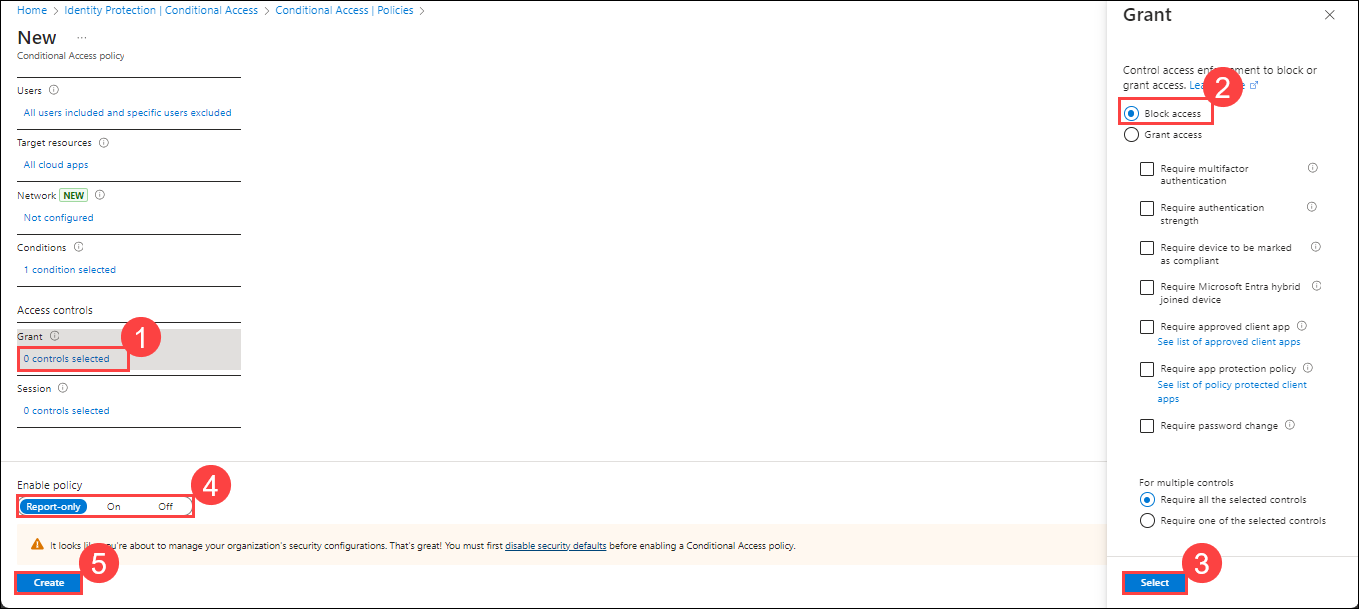 Home > Identity Protection | Conditional Access > Conditional Access | Policies >
New ...
Conditional Access policy
Users
All users included and specific users excluded
Target resources
All cloud apps
Network NEW
Not configured
Conditions
1 condition selected
Access controls
Grant
0 controls selected
1
Session
0 controls selected
Enable policy
Report-only On Off
4
It looks like you're about to manage your organization's security configurations. That's great! You must first disable security defaults before enabling a Conditional Access policy.
Create
5
Grant
Control access enforcement to block or
grant access.
2
Block access
Grant access
Require multifactor
authentication
Require authentication
strength
Require device to be marked
as compliant
Require Microsoft Entra hybrid
joined device
Require approved client app
See list of approved client apps
Require app protection policy
See list of policy protected client
apps
Require password change
For multiple controls
Require all the selected controls
Require one of the selected controls
Select
3